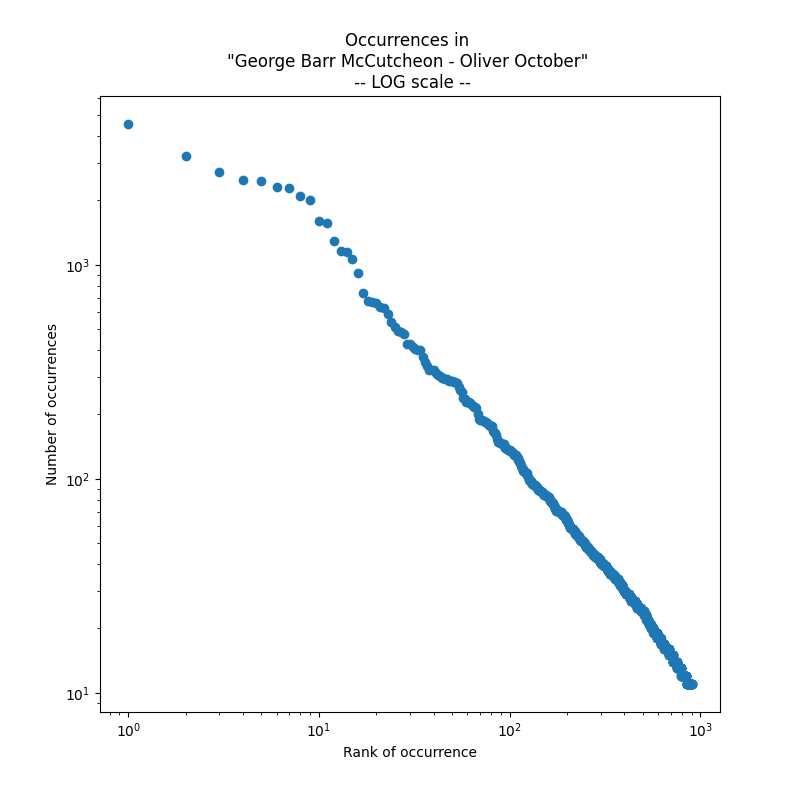 Occurrences in
"George Barr McCutcheon - Oliver October"
-- LOG scale --
Number of occurrences
10³
10²
10¹
10⁰ 10¹ 10² 10³
Rank of occurrence